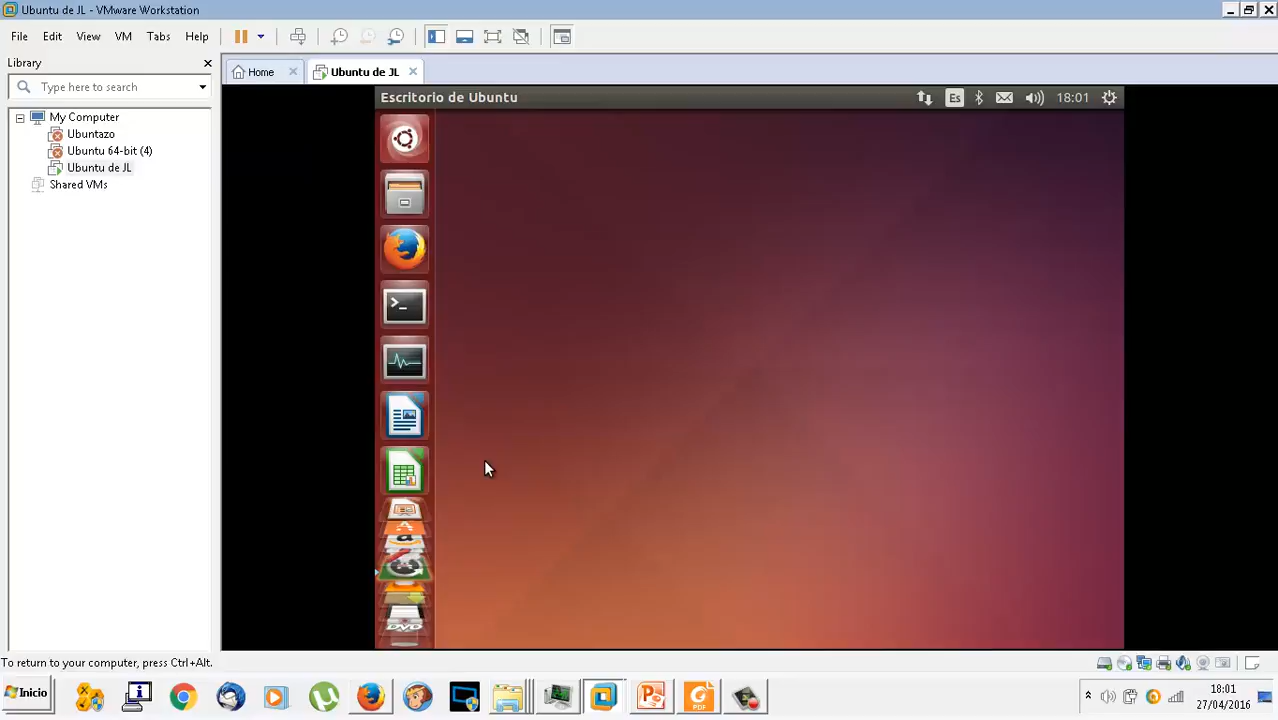 Ubuntu de JL - VMware Workstation
File Edit View VM Tabs Help
Library
Type here to search
My Computer
Ubuntazo
Ubuntu 64-bit (4)
Ubuntu de JL
Shared VMs
Home
Ubuntu de JL
Escritorio de Ubuntu
Es
18:01
>_
DVD
To return to your computer, press Ctrl+Alt.
Inicio
PDF
18:01
27/04/2016